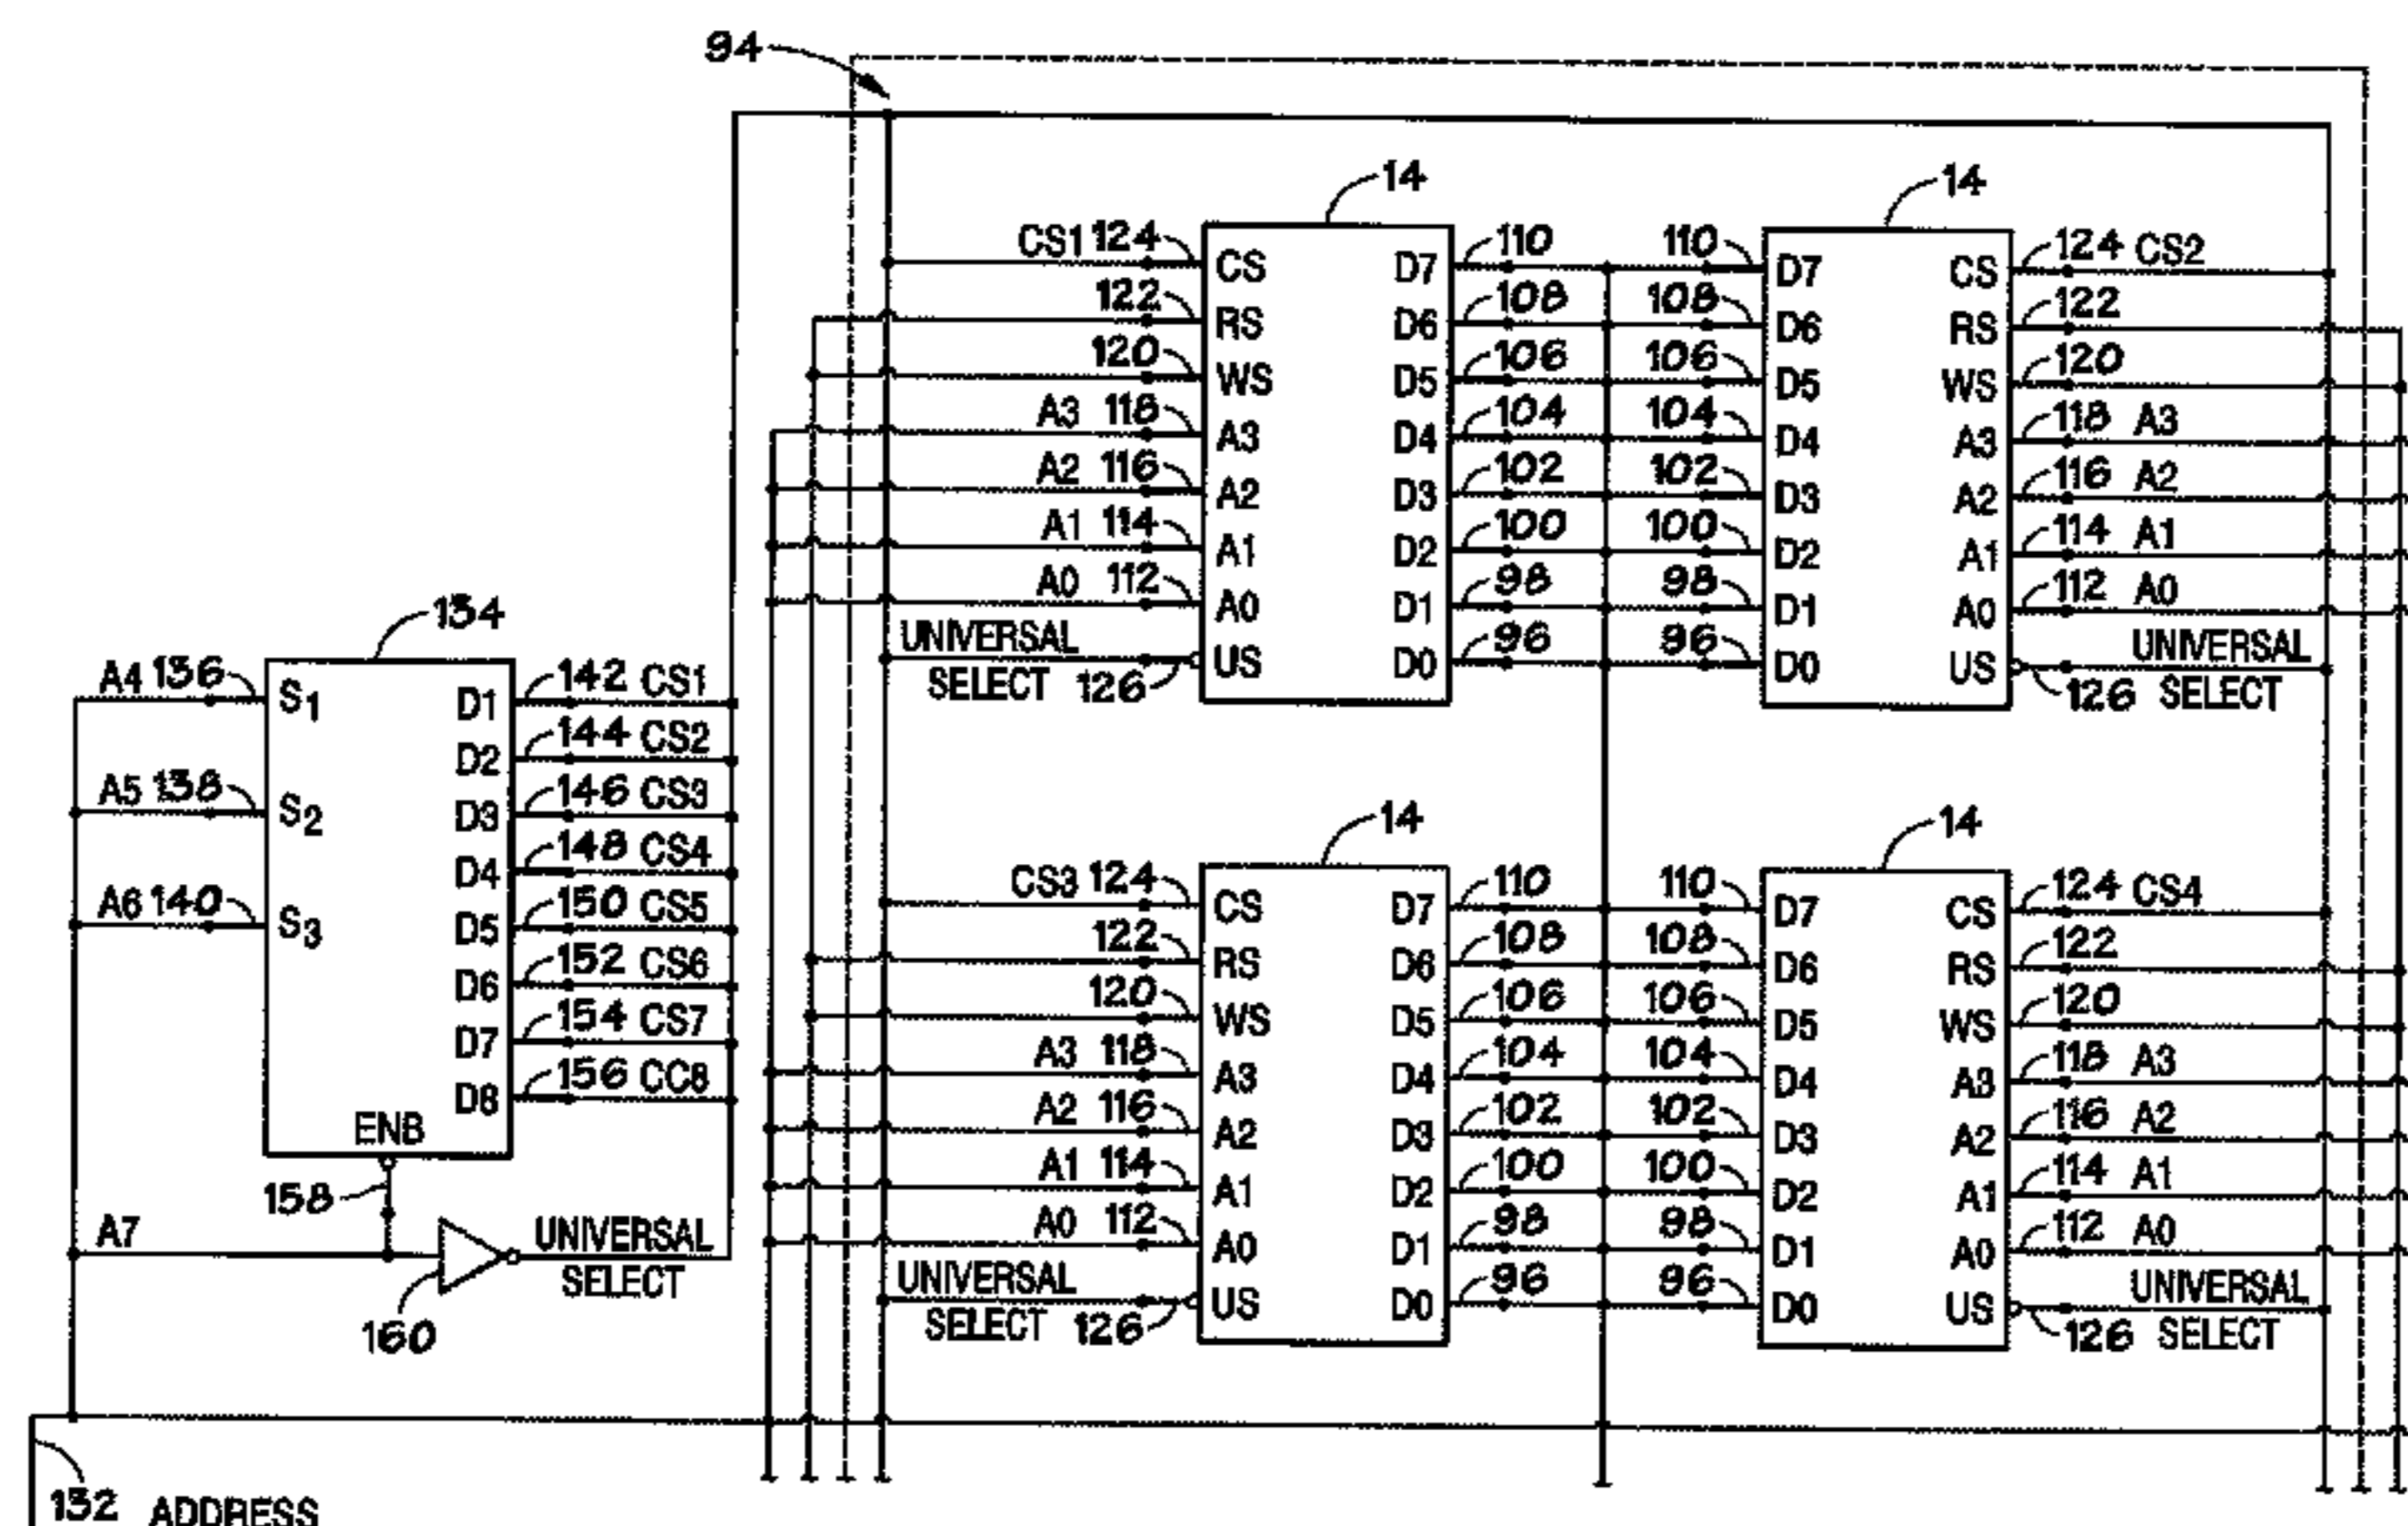 94
14
14
CS1 124 CS D7 110 110 D7 CS 124 CS2
122 RS D6 108 108 D6 RS 122
120 WS D5 106 106 D5 WS 120
A3 118 A3 D4 104 104 D4 A3 118 A3
A2 116 A2 D3 102 102 D3 A2 116 A2
A1 114 A1 D2 100 100 D2 A1 114 A1
A0 112 A0 D1 98 98 D1 A0 112 A0
UNIVERSAL SELECT 126 US D0 96 96 D0 US 126 UNIVERSAL SELECT
134
A4 136 S1 D1 142 CS1
D2 144 CS2
A5 138 S2 D3 146 CS3
D4 148 CS4
A6 140 S3 D5 150 CS5
D6 152 CS6
D7 154 CS7
D8 156 CC8
ENB
158
A7
UNIVERSAL
SELECT
160
14
14
CS3 124 CS D7 110 110 D7 CS 124 CS4
122 RS D6 108 108 D6 RS 122
120 WS D5 106 106 D5 WS 120
A3 118 A3 D4 104 104 D4 A3 118 A3
A2 116 A2 D3 102 102 D3 A2 116 A2
A1 114 A1 D2 100 100 D2 A1 114 A1
A0 112 A0 D1 98 98 D1 A0 112 A0
UNIVERSAL SELECT 126 US D0 96 96 D0 US 126 UNIVERSAL SELECT
132 ADDRESS